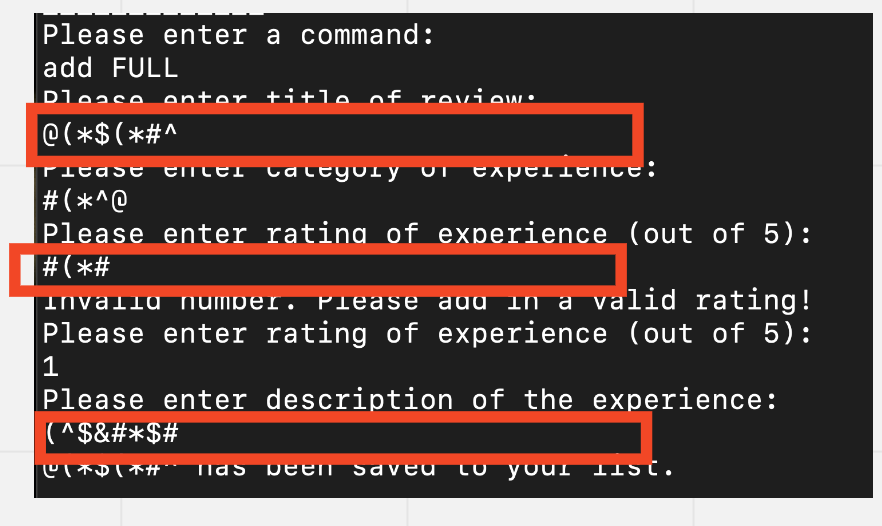 Please enter a command:
add FULL
Please enter title of review:
@(*$(*#^
Please enter category of experience:
#(*^@
Please enter rating of experience (out of 5):
#(*#
Invalid number. Please add in a valid rating!
Please enter rating of experience (out of 5):
1
Please enter description of the experience:
(^$&#*$#
@(*$(*#^ has been saved to your list.